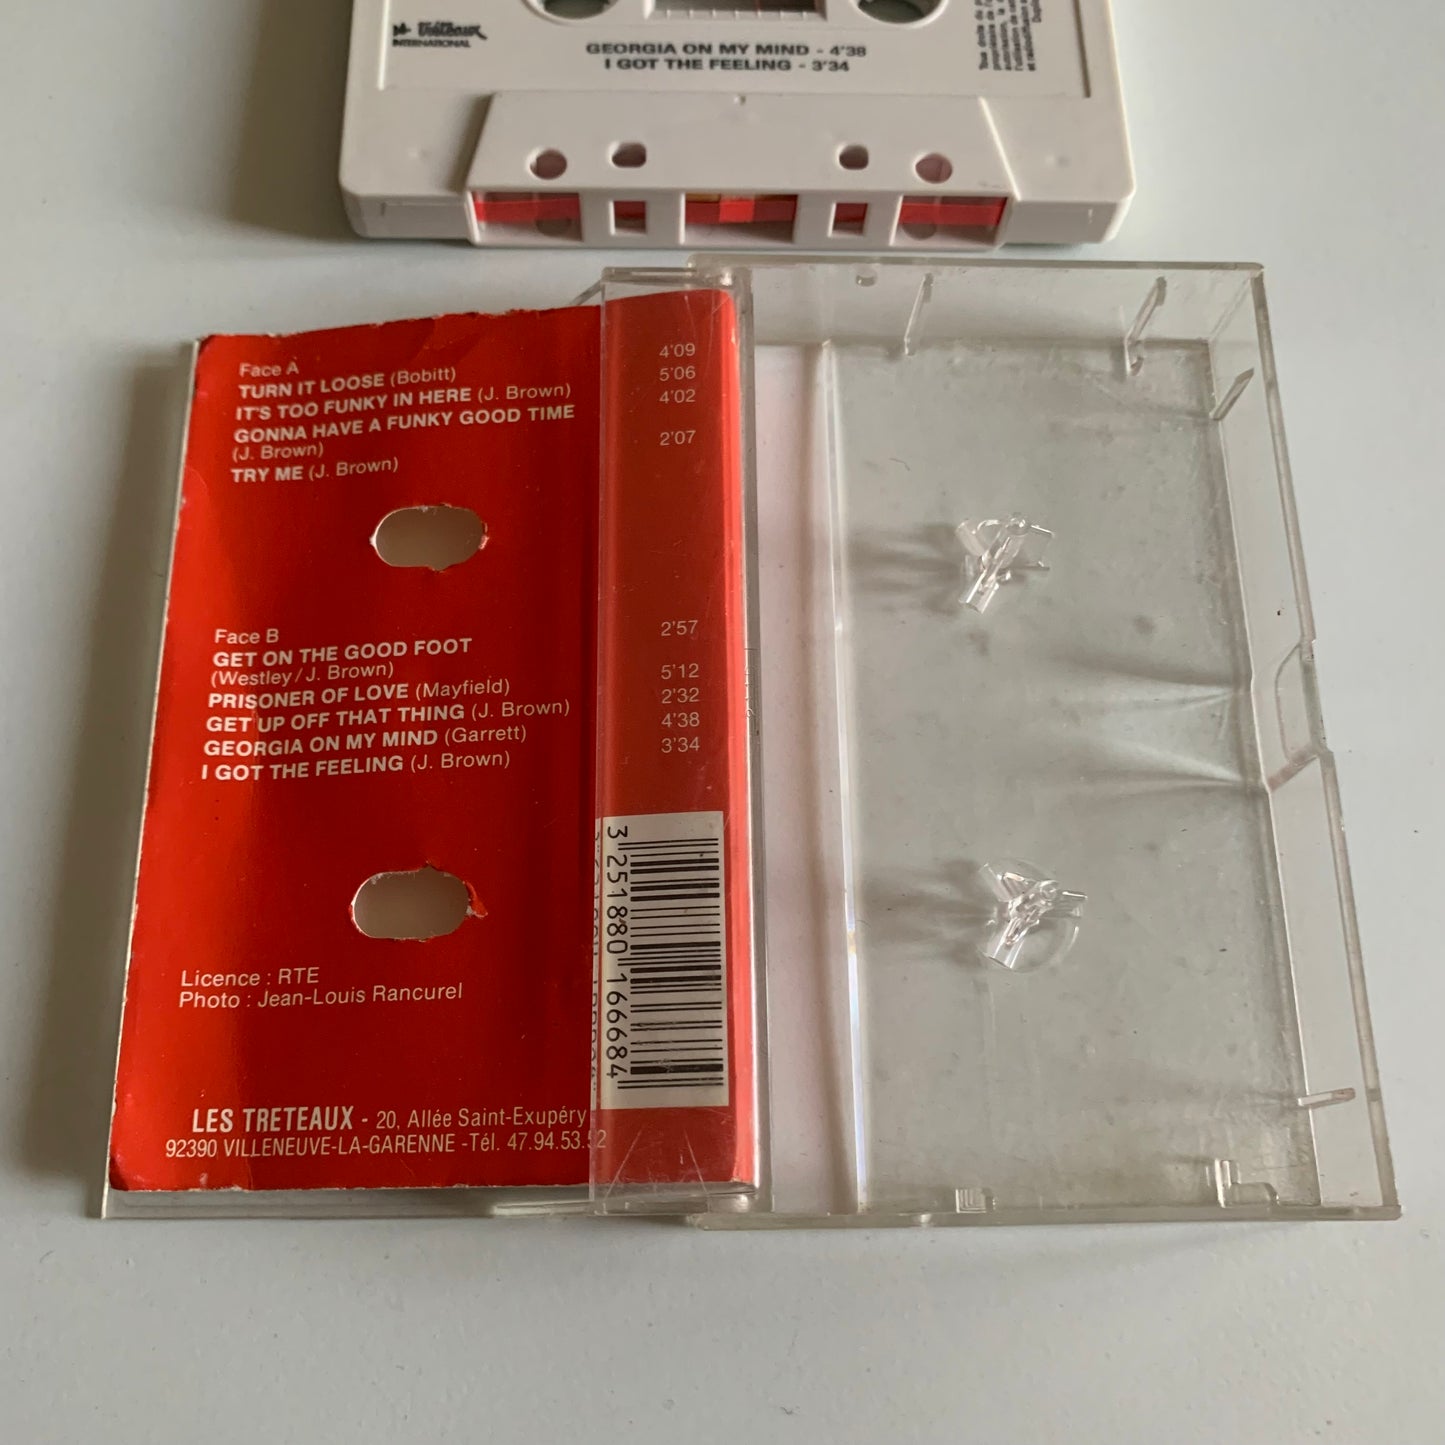 Tréteaux
INTERNATIONAL
GEORGIA ON MY MIND - 4'38
I GOT THE FEELING - 3'34
Face A
TURN IT LOOSE (Bobitt) 4'09
IT'S TOO FUNKY IN HERE (J. Brown) 5'06
GONNA HAVE A FUNKY GOOD TIME 4'02
(J. Brown)
TRY ME (J. Brown) 2'07
Face B
GET ON THE GOOD FOOT 2'57
(Westley/J. Brown)
PRISONER OF LOVE (Mayfield) 5'12
GET UP OFF THAT THING (J. Brown) 2'32
GEORGIA ON MY MIND (Garrett) 4'38
I GOT THE FEELING (J. Brown) 3'34
Licence : RTE
Photo : Jean-Louis Rancurel
LES TRETEAUX - 20, Allée Saint-Exupéry
92390 VILLENEUVE-LA-GARENNE - Tél. 47.94.53.52
3 251880 166684